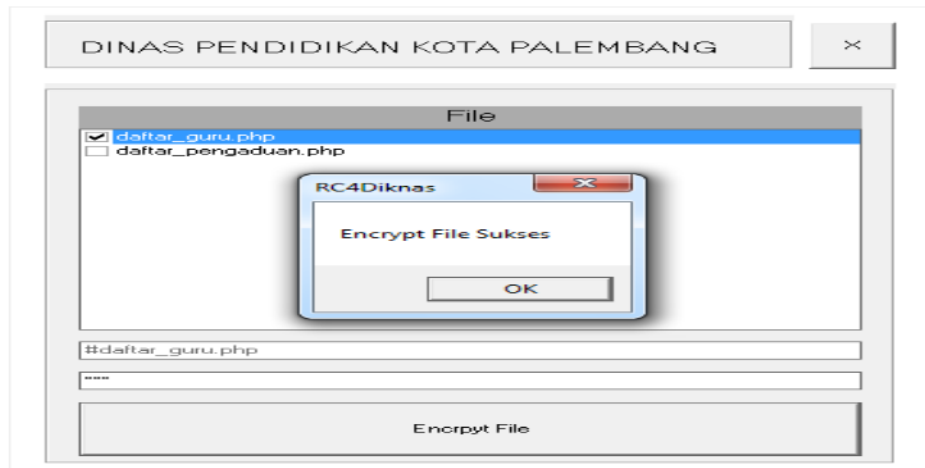 DINAS PENDIDIKAN KOTA PALEMBANG
File
daftar_guru.php
daftar_pengaduan.php
RC4Diknas
Encrypt File Sukses
OK
#daftar_guru.php
Encrpyt File